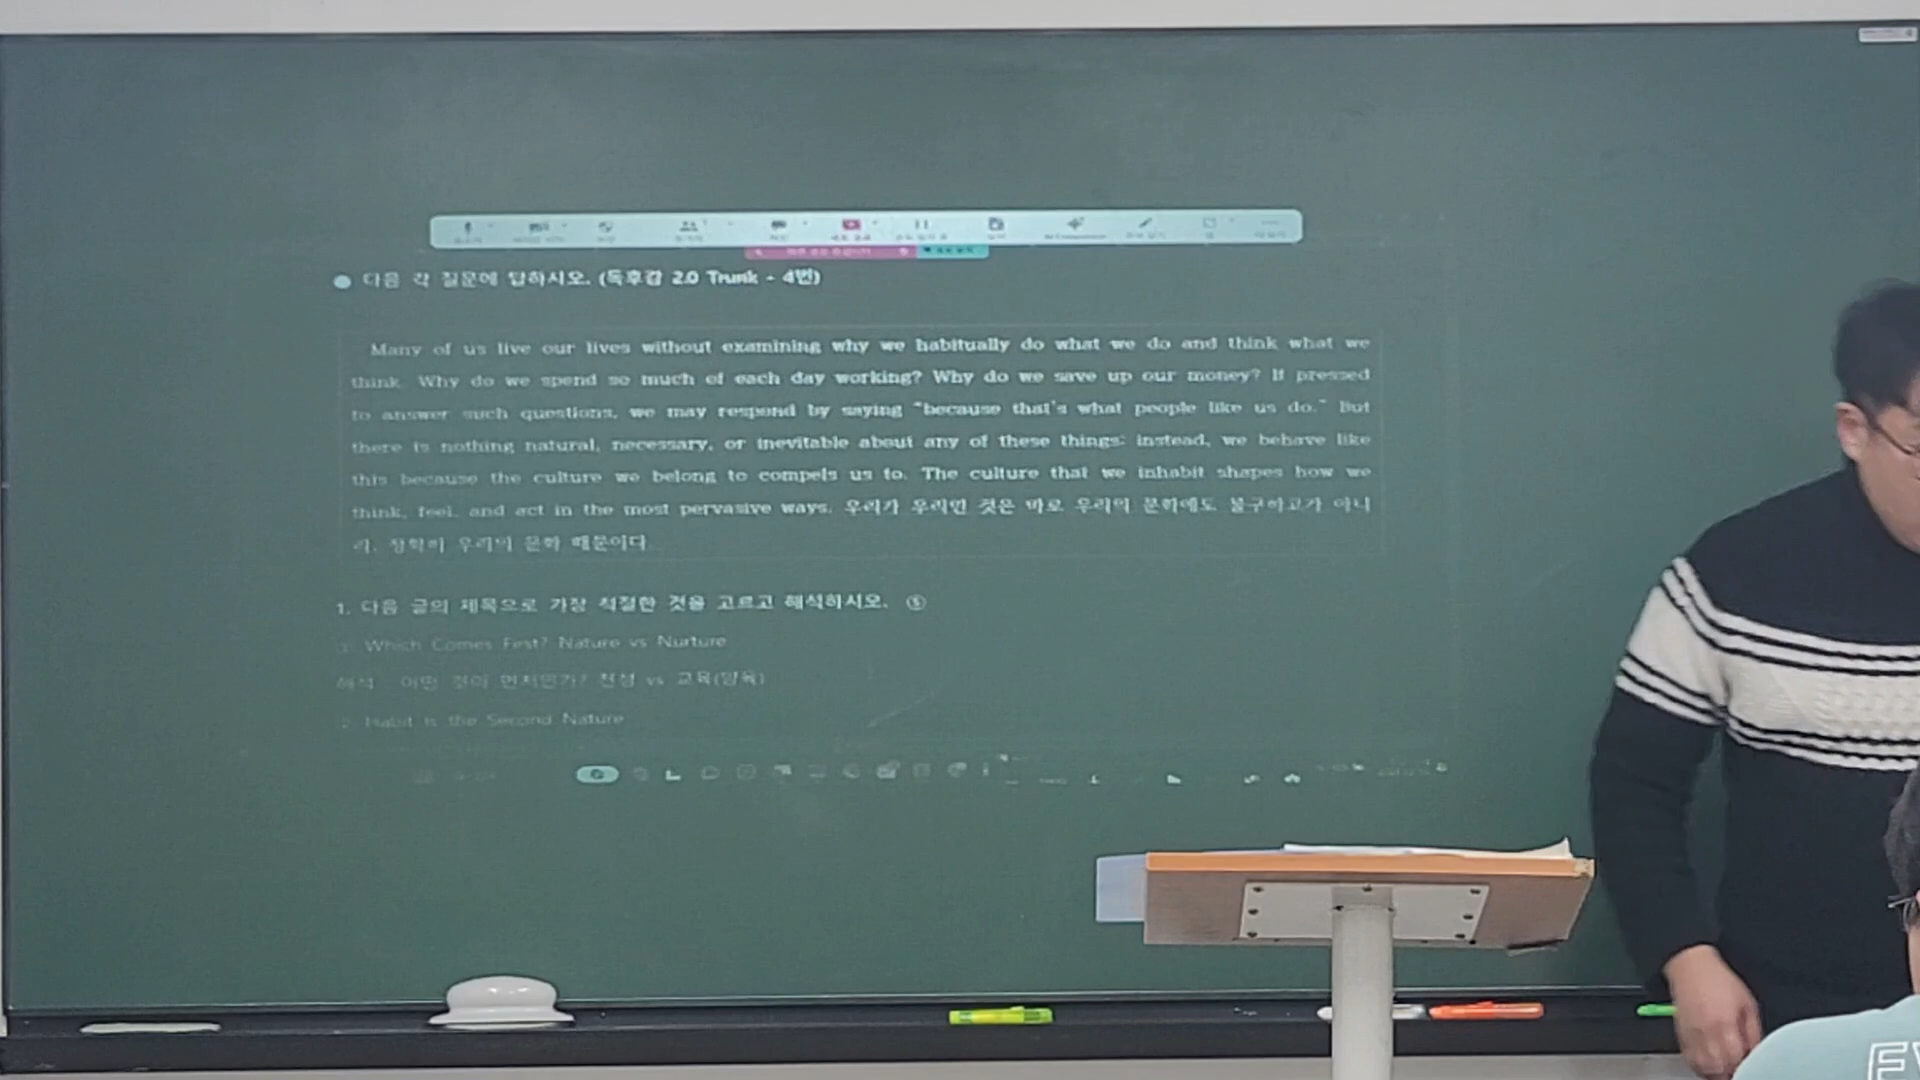 다음 각 질문에 답하시오. (독후감 2.0 Trunk - 4번)
Many of us live our lives without examining why we habitually do what we do and think what we
think. Why do we spend so much of each day working? Why do we save up our money? If pressed
to answer such questions, we may respond by saying "because that's what people like us do." But
there is nothing natural, necessary, or inevitable about any of these things; instead, we behave like
this because the culture we belong to compels us to. The culture that we inhabit shapes how we
think, feel, and act in the most pervasive ways. 우리가 우리인 것은 바로 우리의 문화에도 불구하고가 아니
라, 정확히 우리의 문화 때문이다.
1. 다음 글의 제목으로 가장 적절한 것을 고르고 해석하시오. ⑤
1. Which Comes First? Nature vs Nurture
해석 어떤 것이 먼저인가? 천성 vs 교육(양육)
2. Habit Is the Second Nature